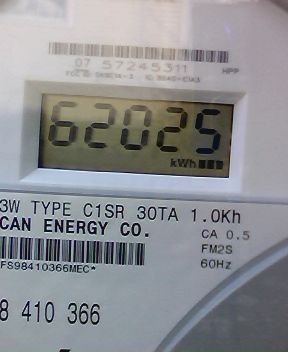 07 57245311 HPP
62025
kWh
3W TYPE C1SR 30TA 1.0Kh
CAN ENERGY CO. CA 0.5
FM2S
FS98410366MEC* 60Hz
8 410 366